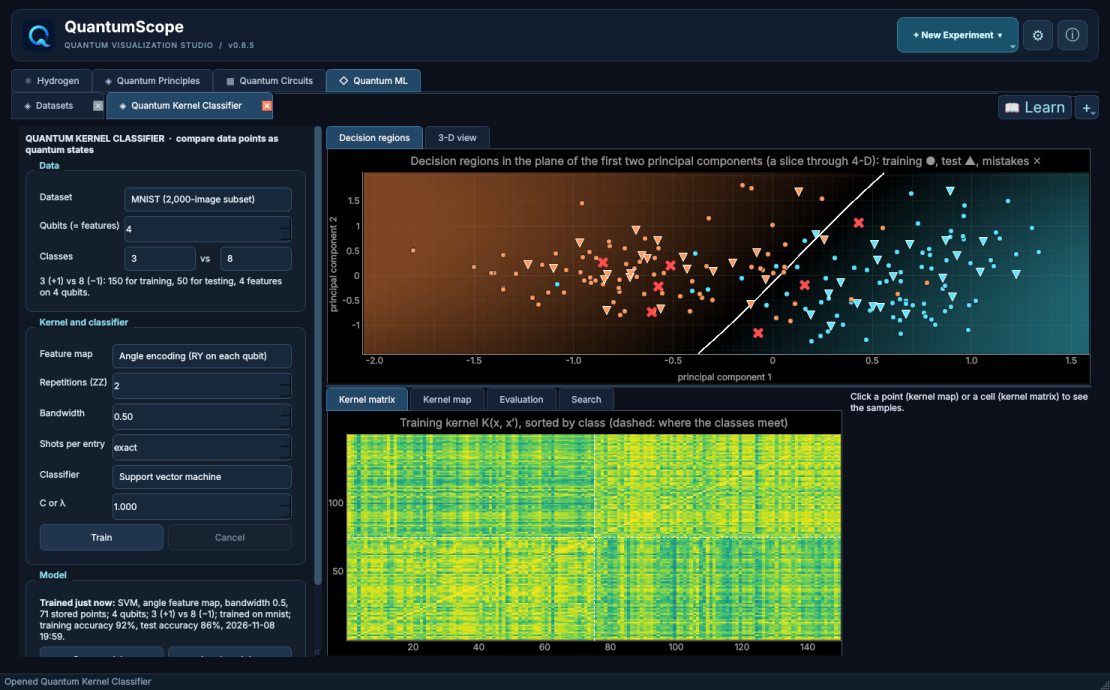 QuantumScope
QUANTUM VISUALIZATION STUDIO / v0.8.5
+ New Experiment ▾
Hydrogen
Quantum Principles
Quantum Circuits
Quantum ML
Datasets
Quantum Kernel Classifier
Learn
+
QUANTUM KERNEL CLASSIFIER · compare data points as
quantum states
Data
Dataset
MNIST (2,000-image subset)
Qubits (= features)
4
Classes
3
vs
8
3 (+1) vs 8 (−1): 150 for training, 50 for testing, 4 features
on 4 qubits.
Kernel and classifier
Feature map
Angle encoding (RY on each qubit)
Repetitions (ZZ)
2
Bandwidth
0.50
Shots per entry
exact
Classifier
Support vector machine
C or λ
1.000
Train
Cancel
Model
Trained just now: SVM, angle feature map, bandwidth 0.5,
71 stored points; 4 qubits; 3 (+1) vs 8 (−1); trained on mnist;
training accuracy 92%, test accuracy 86%, 2026-11-08
19:59.
Decision regions
3-D view
Decision regions in the plane of the first two principal components (a slice through 4-D): training ●, test ▲, mistakes ×
principal component 2
1.5
1
0.5
0
-0.5
-1
-2.0
-1.5
-1.0
-0.5
0
0.5
1.0
1.5
principal component 1
Kernel matrix
Kernel map
Evaluation
Search
Training kernel K(x, x'), sorted by class (dashed: where the classes meet)
100
50
20
40
60
80
100
120
140
Click a point (kernel map) or a cell (kernel matrix) to see
the samples.
Opened Quantum Kernel Classifier